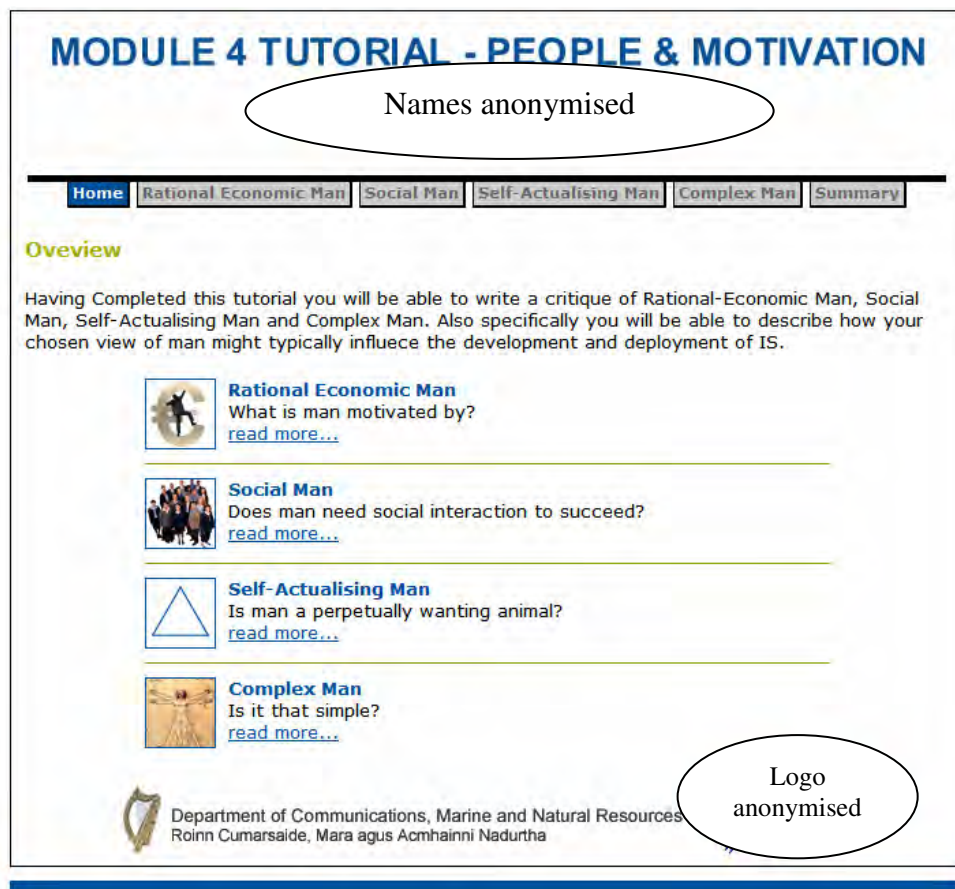 MODULE 4 TUTORIAL - PEOPLE & MOTIVATION
Names anonymised
Home Rational Economic Man Social Man Self-Actualising Man Complex Man Summary
Oveview
Having Completed this tutorial you will be able to write a critique of Rational-Economic Man, Social
Man, Self-Actualising Man and Complex Man. Also specifically you will be able to describe how your
chosen view of man might typically influece the development and deployment of IS.
Rational Economic Man
What is man motivated by?
read more...
Social Man
Does man need social interaction to succeed?
read more...
Self-Actualising Man
Is man a perpetually wanting animal?
read more...
Complex Man
Is it that simple?
read more...
Logo
anonymised
Department of Communications, Marine and Natural Resources
Roinn Cumarsaide, Mara agus Acmhainni Nadurtha